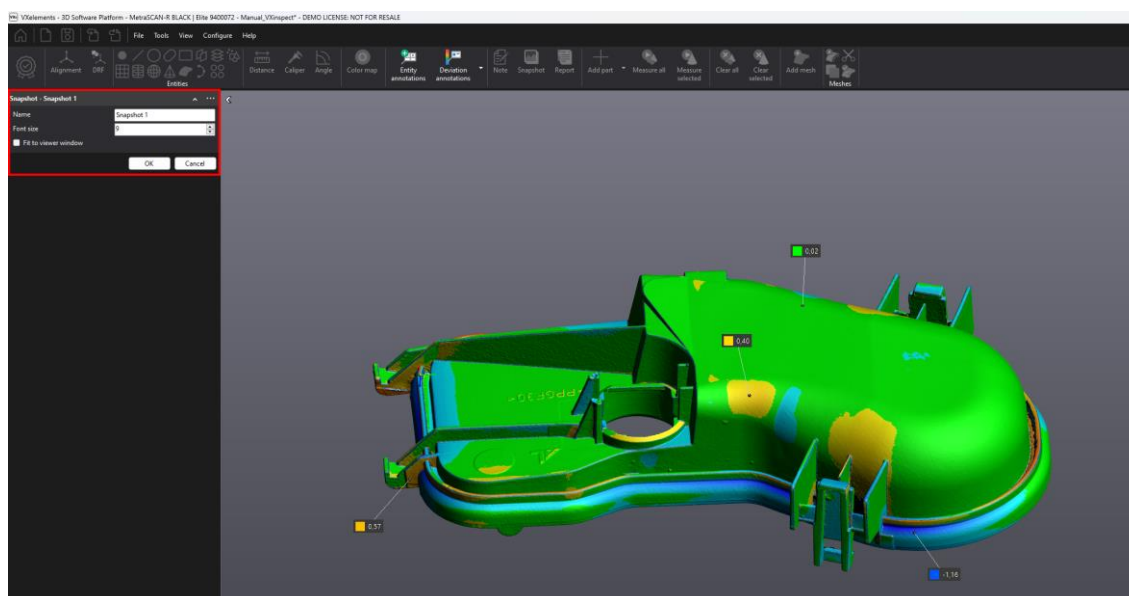 VXelements - 3D Software Platform - MetraSCAN-R BLACK | Elite 9400072 - Manual_VXinspect* - DEMO LICENSE: NOT FOR RESALE
File Tools View Configure Help
Alignment DRF Entities Distance Caliper Angle Color map Entity annotations Deviation annotations Note Snapshot Report Add part Measure all Measure selected Clear all Clear selected Add mesh Meshes
Snapshot - Snapshot 1
Name Snapshot 1
Font size 9
Fit to viewer window
OK Cancel
0,02
0,40
0,57
-1,16